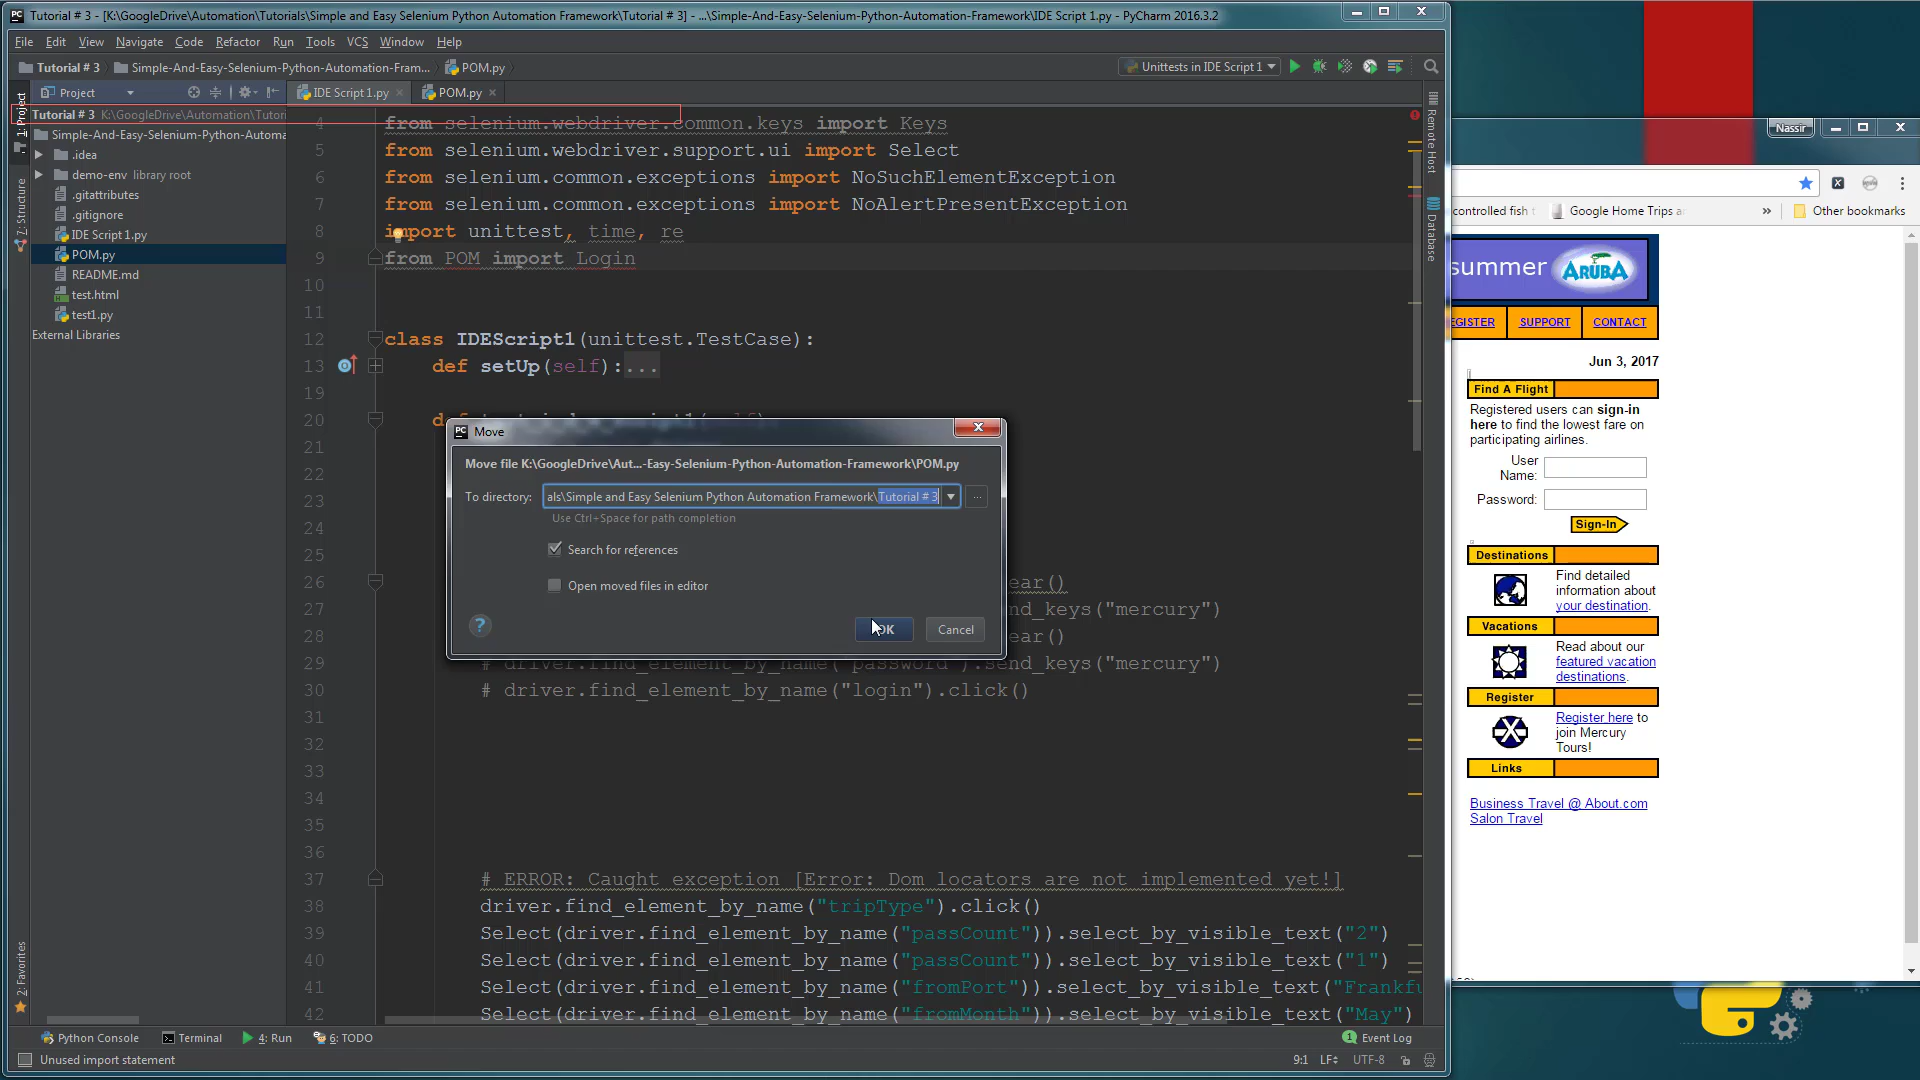 Tutorial # 3 - [K:\GoogleDrive\Automation\Tutorials\Simple and Easy Selenium Python Automation Framework\Tutorial # 3] - ...\Simple-And-Easy-Selenium-Python-Automation-Framework\IDE Script 1.py - PyCharm 2016.3.2
File Edit View Navigate Code Refactor Run Tools VCS Window Help
Tutorial # 3 Simple-And-Easy-Selenium-Python-Automation-Fram... POM.py Unittests in IDE Script 1
Project IDE Script 1.py POM.py
1: Project
7: Structure
2: Favorites
Remote Host
Database
Tutorial # 3 K:\GoogleDrive\Automation\Tutori
Simple-And-Easy-Selenium-Python-Automa
.idea
demo-env library root
.gitattributes
.gitignore
IDE Script 1.py
POM.py
README.md
test.html
test1.py
External Libraries
4 from selenium.webdriver.common.keys import Keys
5 from selenium.webdriver.support.ui import Select
6 from selenium.common.exceptions import NoSuchElementException
7 from selenium.common.exceptions import NoAlertPresentException
8 import unittest, time, re
9 from POM import Login
10
11
12 class IDEScript1(unittest.TestCase):
13 def setUp(self):...
19
20
21
22
23
24
25
26 ear()
27 nd_keys("mercury")
28 ear()
29 # driver.find_element_by_name("password").send_keys("mercury")
30 # driver.find_element_by_name("login").click()
31
32
33
34
35
36
37 # ERROR: Caught exception [Error: Dom locators are not implemented yet!]
38 driver.find_element_by_name("tripType").click()
39 Select(driver.find_element_by_name("passCount")).select_by_visible_text("2")
40 Select(driver.find_element_by_name("passCount")).select_by_visible_text("1")
41 Select(driver.find_element_by_name("fromPort")).select_by_visible_text("Frankfu
42 Select(driver.find_element_by_name("fromMonth")).select_by_visible_text("May")
Move
Move file K:\GoogleDrive\Aut...-Easy-Selenium-Python-Automation-Framework\POM.py
To directory: als\Simple and Easy Selenium Python Automation Framework\Tutorial # 3
Use Ctrl+Space for path completion
Search for references
Open moved files in editor
OK Cancel
Python Console Terminal 4: Run 6: TODO 1 Event Log
Unused import statement 9:1 LF UTF-8
Nassir
controlled fish t Google Home Trips a » Other bookmarks
summer ARUBA
EGISTER SUPPORT CONTACT
Jun 3, 2017
Find A Flight
Registered users can sign-in
here to find the lowest fare on
participating airlines.
User
Name:
Password:
Sign-In
Destinations
Find detailed
information about
your destination.
Vacations
Read about our
featured vacation
destinations.
Register
Register here to
join Mercury
Tours!
Links
Business Travel @ About.com
Salon Travel